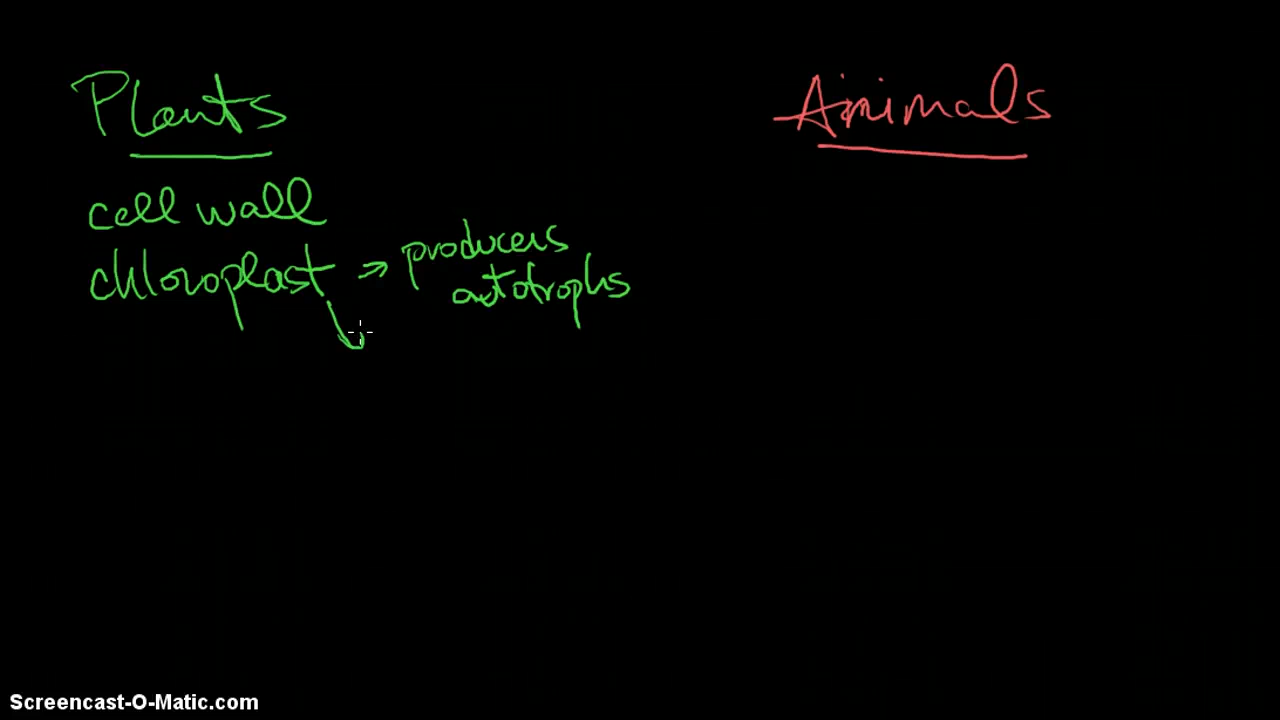 Plants
Animals
cell wall
chloroplast → producers
autotrophs
Screencast-O-Matic.com